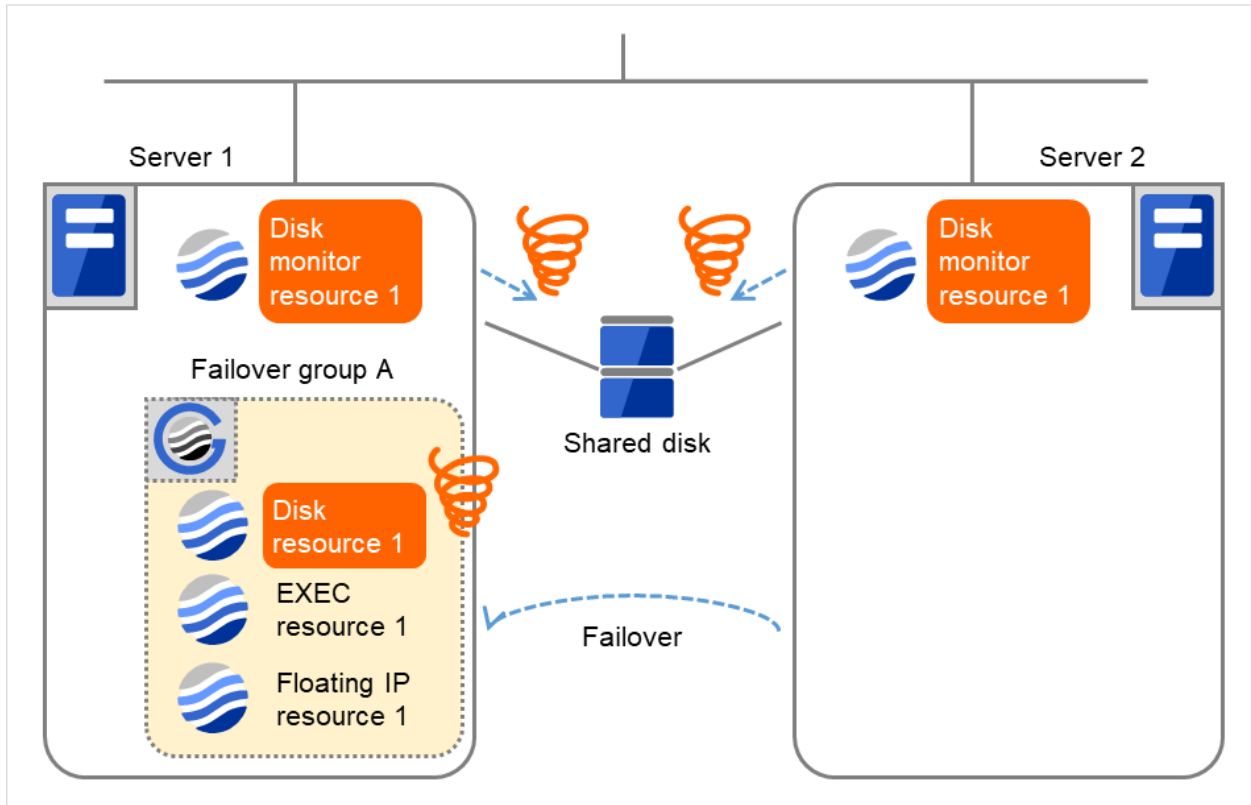 Server 1
Server 2
Disk
monitor
resource 1
Disk
monitor
resource 1
Failover group A
Shared disk
Disk
resource 1
EXEC
resource 1
Failover
Floating IP
resource 1